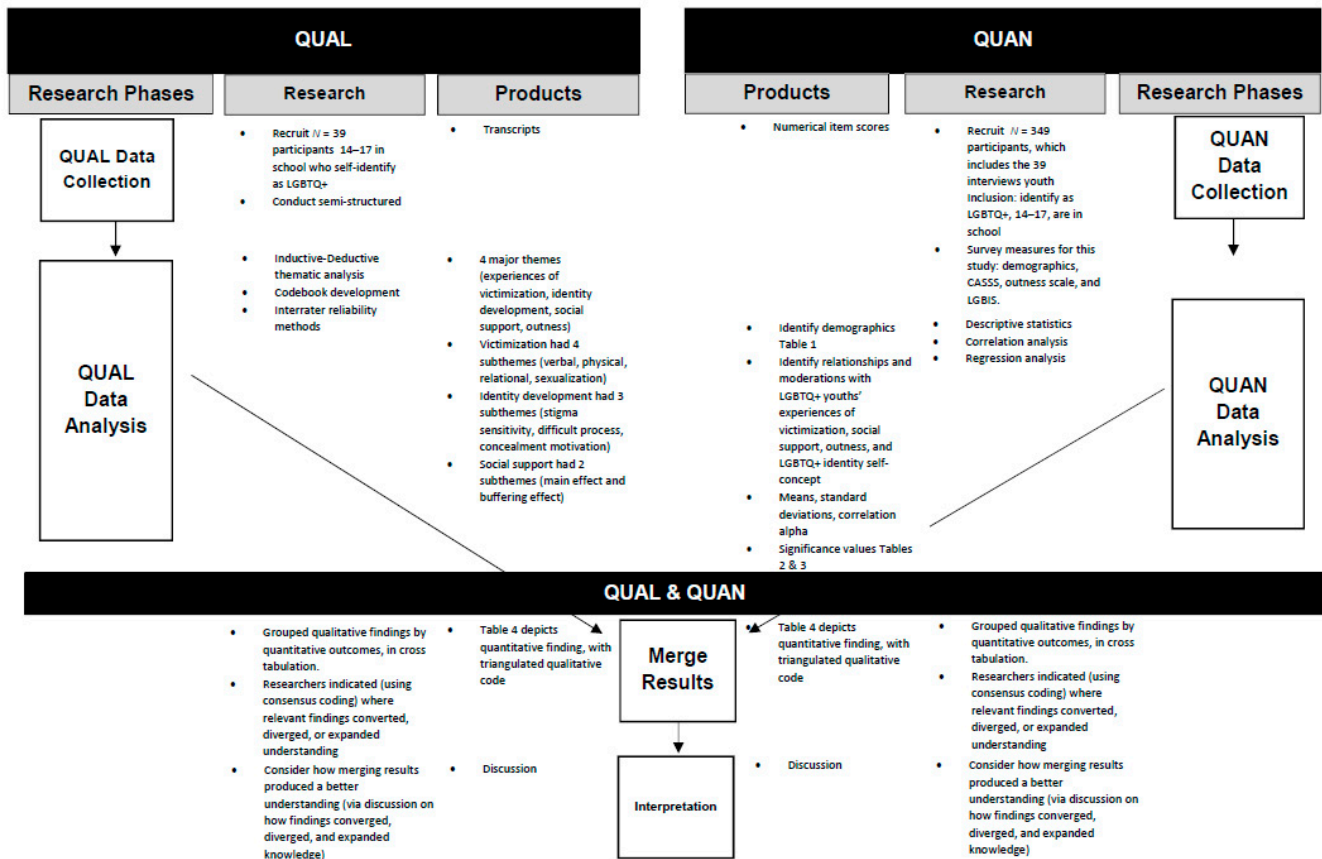 QUAL
Research Phases
Research
Products
QUAL Data
Collection
• Recruit N = 39
participants 14–17 in
school who self-identify
as LGBTQ+
• Conduct semi-structured
• Transcripts
QUAL
Data
Analysis
• Inductive-Deductive
thematic analysis
• Codebook development
• Interrater reliability
methods
• 4 major themes
(experiences of
victimization, identity
development, social
support, outness)
• Victimization had 4
subthemes (verbal, physical,
relational, sexualization)
• Identity development had 3
subthemes (stigma
sensitivity, difficult process,
concealment motivation)
• Social support had 2
subthemes (main effect and
buffering effect)
QUAN
Products
Research
Research Phases
• Numerical item scores
• Recruit N = 349
participants, which
includes the 39
interviews youth
Inclusion: identify as
LGBTQ+, 14–17, are in
school
• Survey measures for this
study: demographics,
CASSS, outness scale, and
LGBIS.
QUAN
Data
Collection
• Identify demographics
Table 1
• Identify relationships and
moderations with
LGBTQ+ youths’
experiences of
victimization, social
support, outness, and
LGBTQ+ identity self-
concept
• Means, standard
deviations, correlation
alpha
• Significance values Tables
2 & 3
• Descriptive statistics
• Correlation analysis
• Regression analysis
QUAN
Data
Analysis
QUAL & QUAN
• Grouped qualitative findings by
quantitative outcomes, in cross
tabulation.
• Researchers indicated (using
consensus coding) where
relevant findings converted,
diverged, or expanded
understanding
• Consider how merging results
produced a better
understanding (via discussion on
how findings converged,
diverged, and expanded
knowledge)
• Table 4 depicts
quantitative finding, with
triangulated qualitative
code
• Discussion
Merge
Results
Interpretation
• Table 4 depicts
quantitative finding, with
triangulated qualitative
code
• Discussion
• Grouped qualitative findings by
quantitative outcomes, in cross
tabulation.
• Researchers indicated (using
consensus coding) where
relevant findings converted,
diverged, or expanded
understanding
• Consider how merging results
produced a better
understanding (via discussion on
how findings converged,
diverged, and expanded
knowledge)